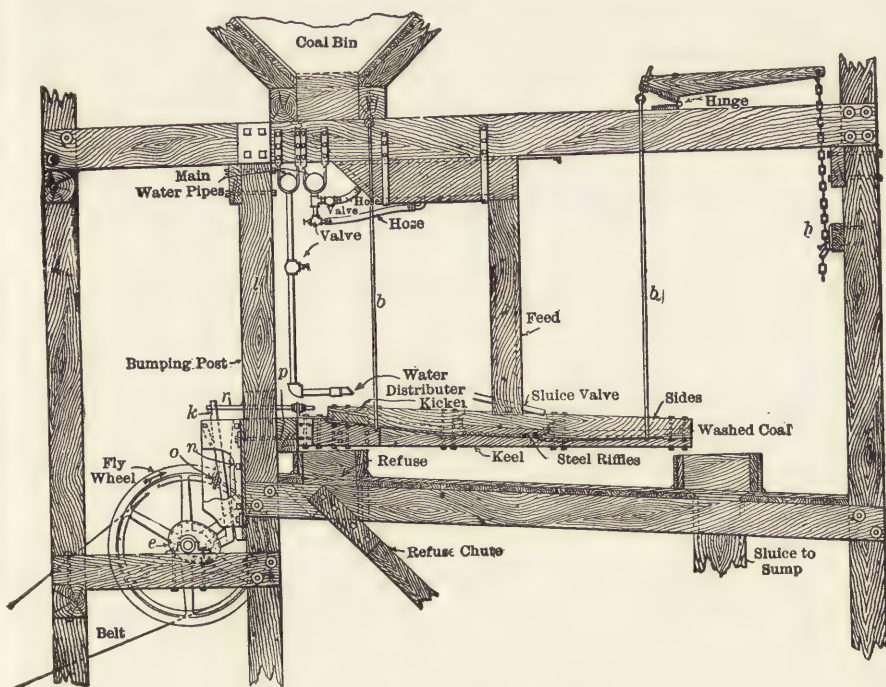 Coal Bin
Hinge
Main
Water Pipes
Valve
Hose
Valve
Hose
h
l
b
b
Feed
Bumping Post
p
Water
Distributer
Kicker
Sluice Valve
Sides
r
k
Washed Coal
n
o
Fly
Wheel
Refuse
Keel
Steel Riffles
e
Refuse Chute
Sluice to
Sump
Belt